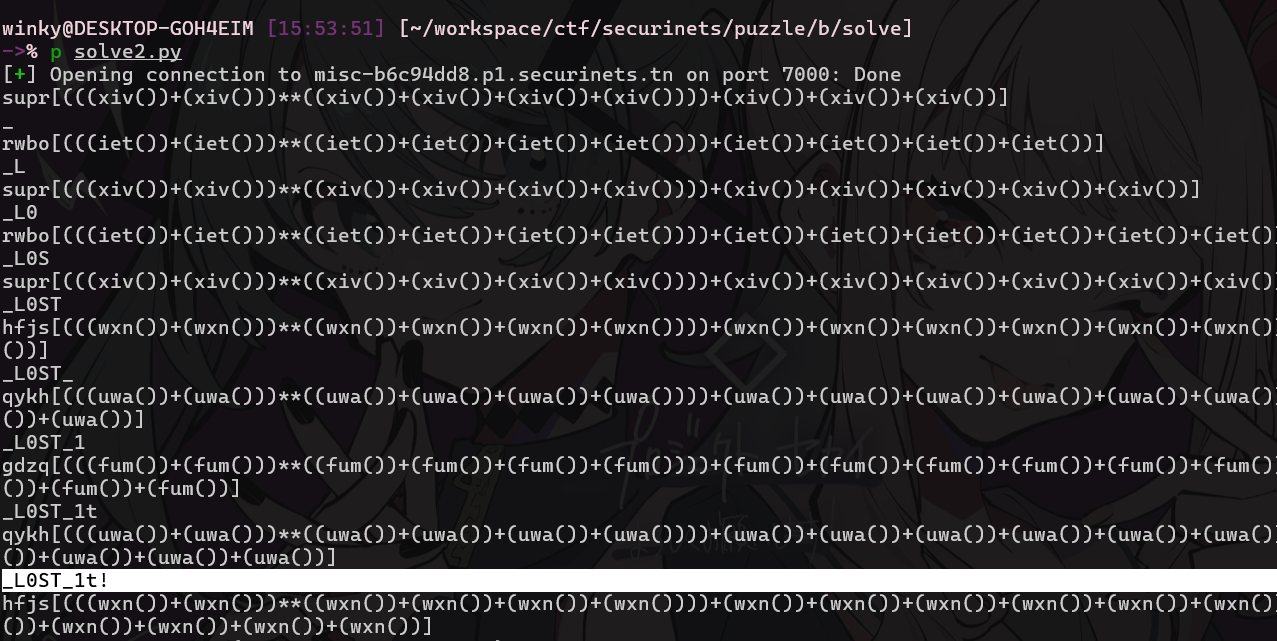 winky@DESKTOP-GOH4EIM [15:53:51] [~/workspace/ctf/securinets/puzzle/b/solve]
->% p solve2.py
[+] Opening connection to misc-b6c94dd8.p1.securinets.tn on port 7000: Done
supr[(((xiv())+(xiv()))**((xiv())+(xiv())+(xiv())+(xiv())))+(xiv())+(xiv())+(xiv())]
_
rwbo[(((iet())+(iet()))**((iet())+(iet())+(iet())+(iet())))+(iet())+(iet())+(iet())+(iet())]
_L
supr[(((xiv())+(xiv()))**((xiv())+(xiv())+(xiv())+(xiv())))+(xiv())+(xiv())+(xiv())+(xiv())+(xiv())]
_L0
rwbo[(((iet())+(iet()))**((iet())+(iet())+(iet())+(iet())))+(iet())+(iet())+(iet())+(iet())+(iet())+(iet()
_L0S
supr[(((xiv())+(xiv()))**((xiv())+(xiv())+(xiv())+(xiv())))+(xiv())+(xiv())+(xiv())+(xiv())+(xiv())+(xiv()
_L0ST
hfjs[(((wxn())+(wxn()))**((wxn())+(wxn())+(wxn())+(wxn())))+(wxn())+(wxn())+(wxn())+(wxn())+(wxn())+(wxn()
())]
_L0ST_
qykh[(((uwa())+(uwa()))**((uwa())+(uwa())+(uwa())+(uwa())))+(uwa())+(uwa())+(uwa())+(uwa())+(uwa())+(uwa()
())+(uwa())]
_L0ST_1
gdzq[(((fum())+(fum()))**((fum())+(fum())+(fum())+(fum())))+(fum())+(fum())+(fum())+(fum())+(fum())+(fum()
())+(fum())+(fum())]
_L0ST_1t
qykh[(((uwa())+(uwa()))**((uwa())+(uwa())+(uwa())+(uwa())))+(uwa())+(uwa())+(uwa())+(uwa())+(uwa())+(uwa()
())+(uwa())+(uwa())+(uwa())]
_L0ST_1t!
hfjs[(((wxn())+(wxn()))**((wxn())+(wxn())+(wxn())+(wxn())))+(wxn())+(wxn())+(wxn())+(wxn())+(wxn())+(wxn()
())+(wxn())+(wxn())+(wxn())+(wxn())]